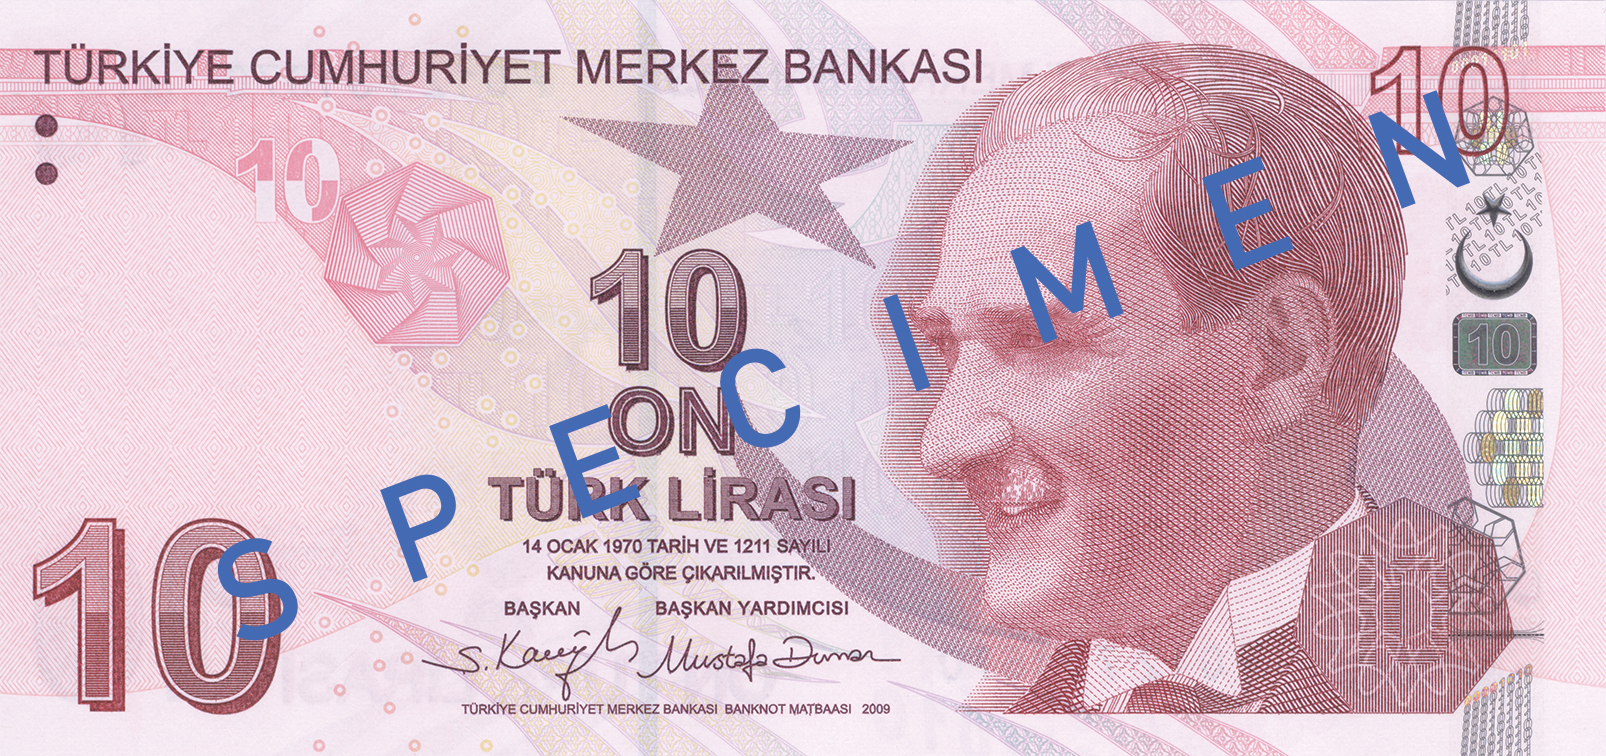 TÜRKİYE CUMHURİYET MERKEZ BANKASI
10
10
10
ON
TÜRK LİRASI
14 OCAK 1970 TARİH VE 1211 SAYILI
KANUNA GÖRE ÇIKARILMIŞTIR.
BAŞKAN BAŞKAN YARDIMCISI
Mustafa
TÜRKİYE CUMHURİYET MERKEZ BANKASI BANKNOT MATBAASI 2009
10
10
10TL 10TL
SPECIMEN